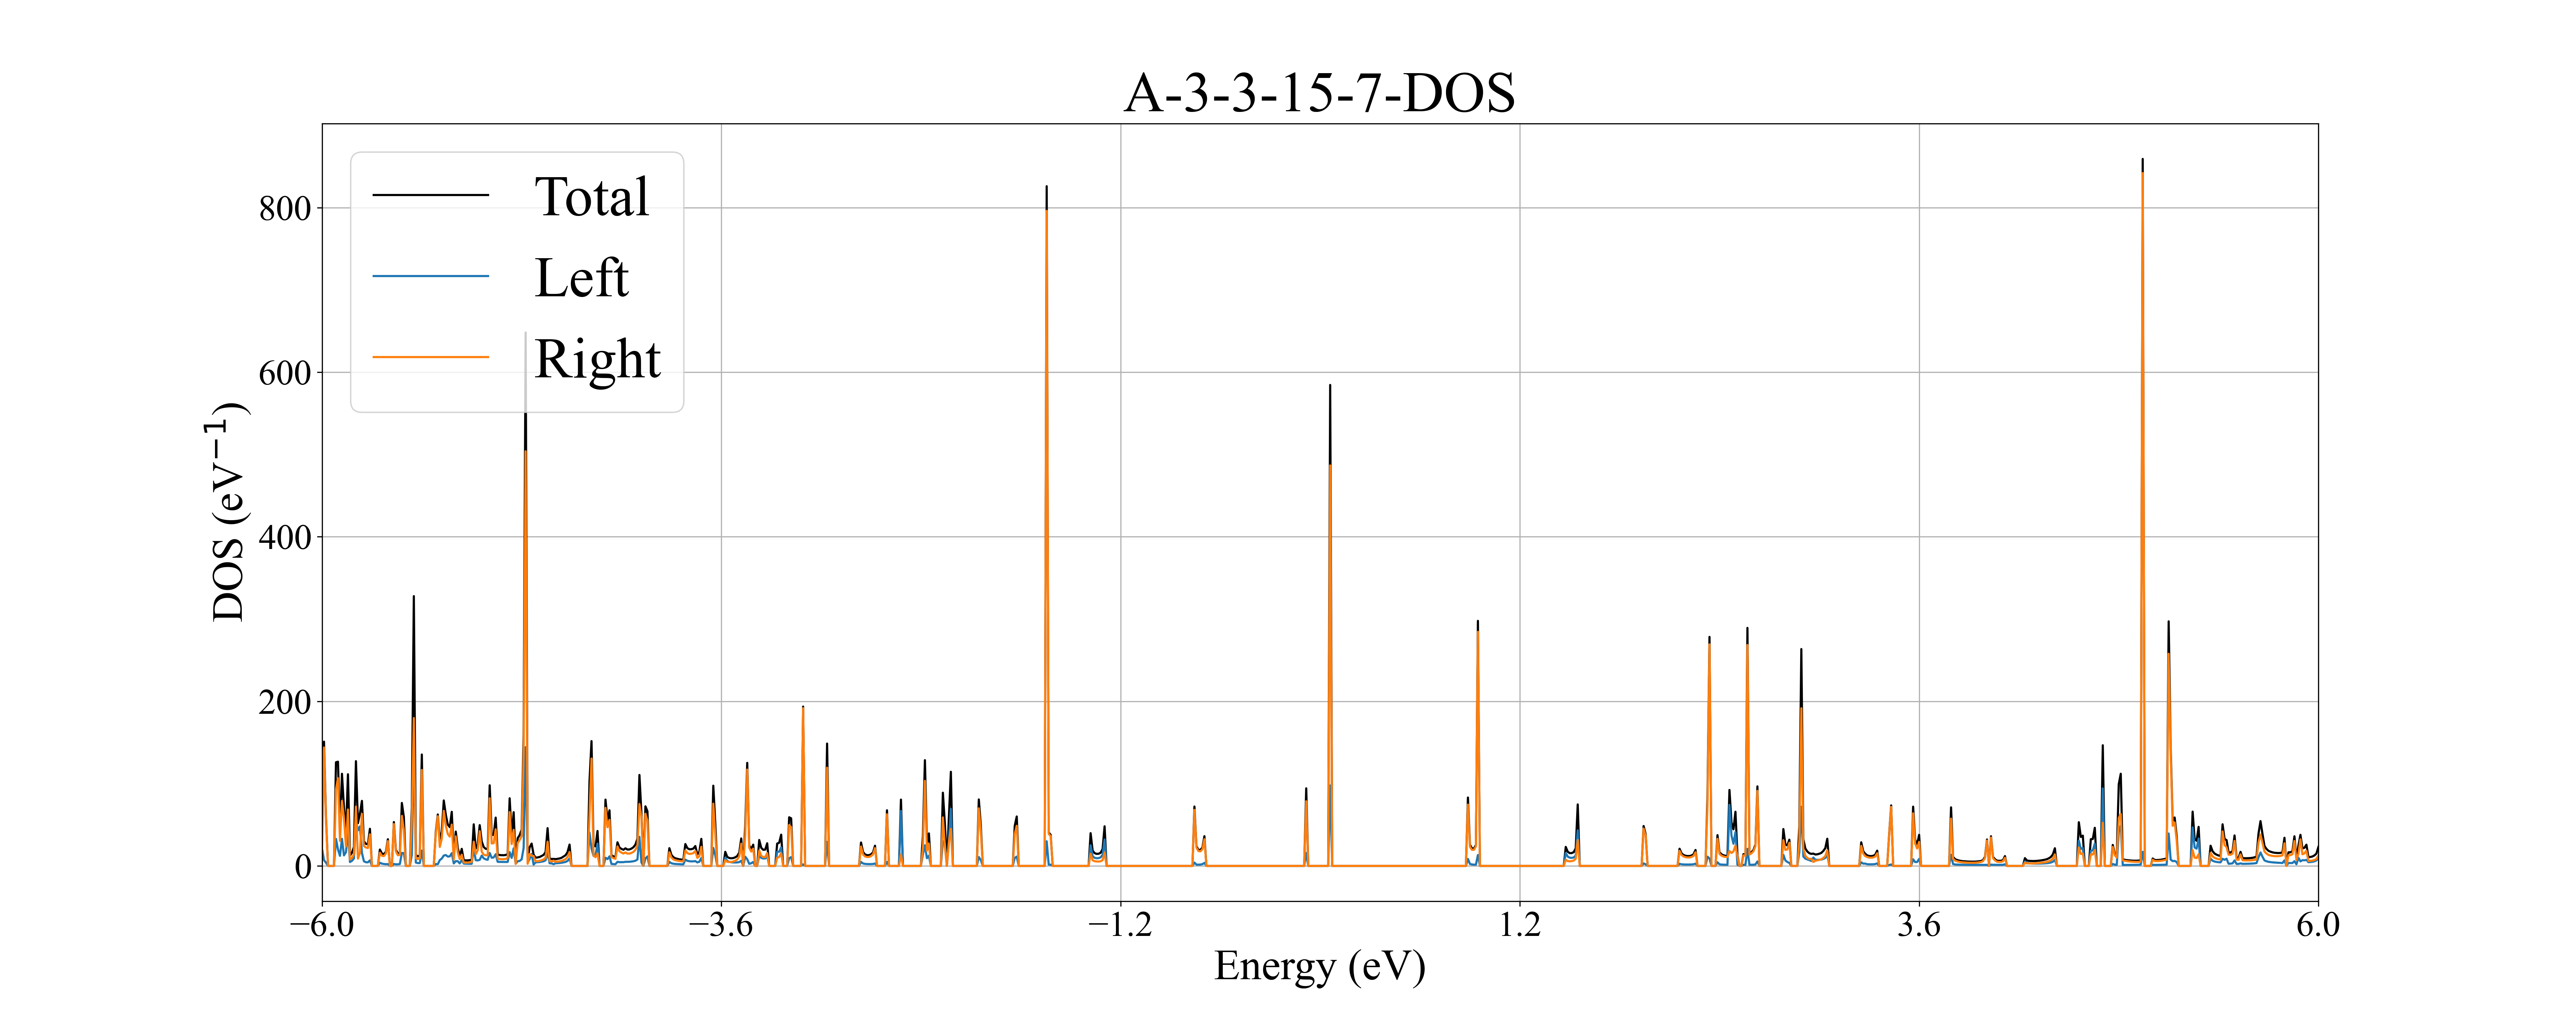 A-3-3-15-7-DOS
Total
Left
Right
DOS (eV⁻¹)
800
600
400
200
0
−6.0
−3.6
−1.2
1.2
3.6
6.0
Energy (eV)